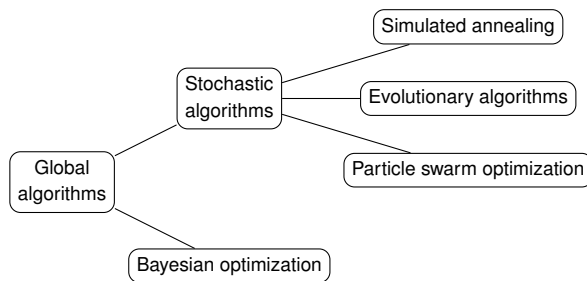 Simulated annealing
Stochastic
algorithms
Evolutionary algorithms
Particle swarm optimization
Global
algorithms
Bayesian optimization